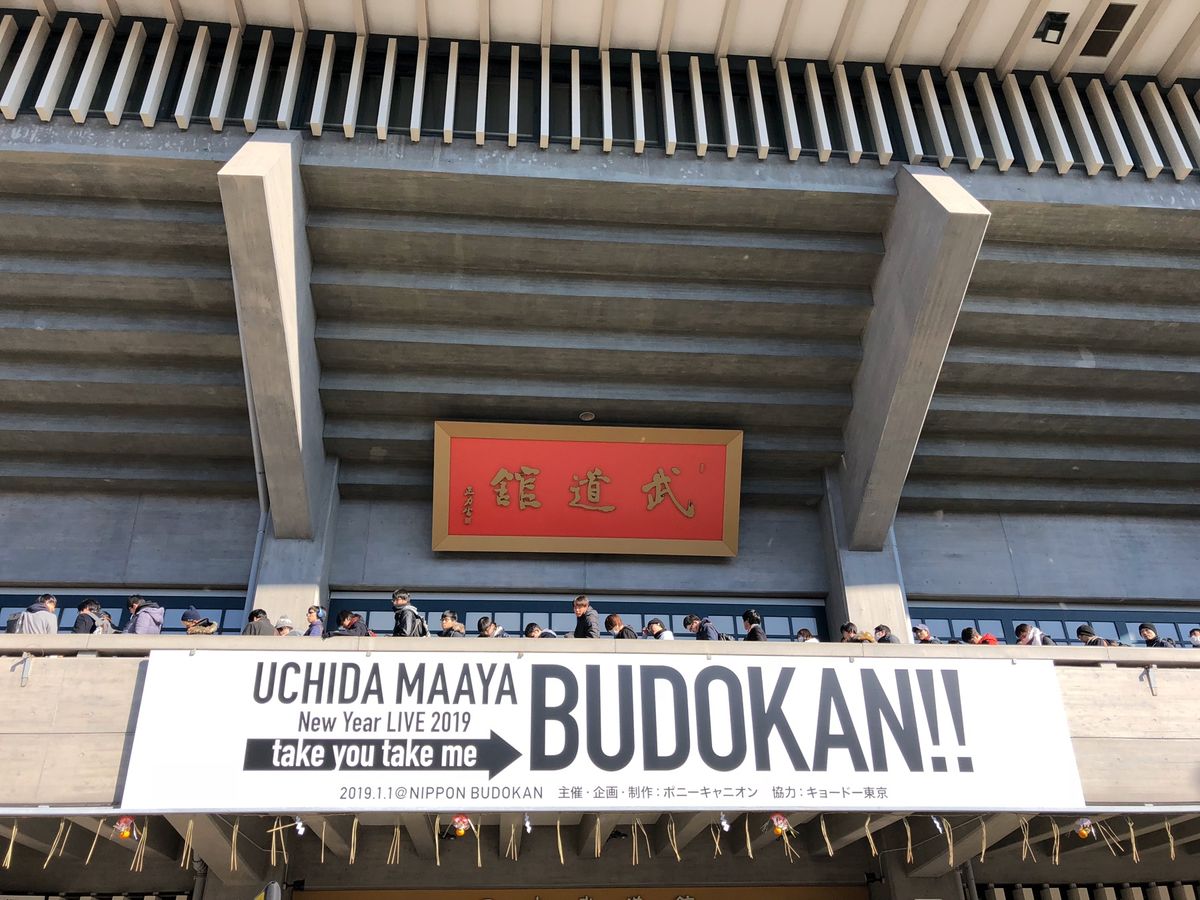 武道館
UCHIDA MAAYA
New Year LIVE 2019
take you take me
BUDOKAN!!
2019.1.1@NIPPON BUDOKAN 主催・企画・制作：ポニーキャニオン 協力：キョードー東京